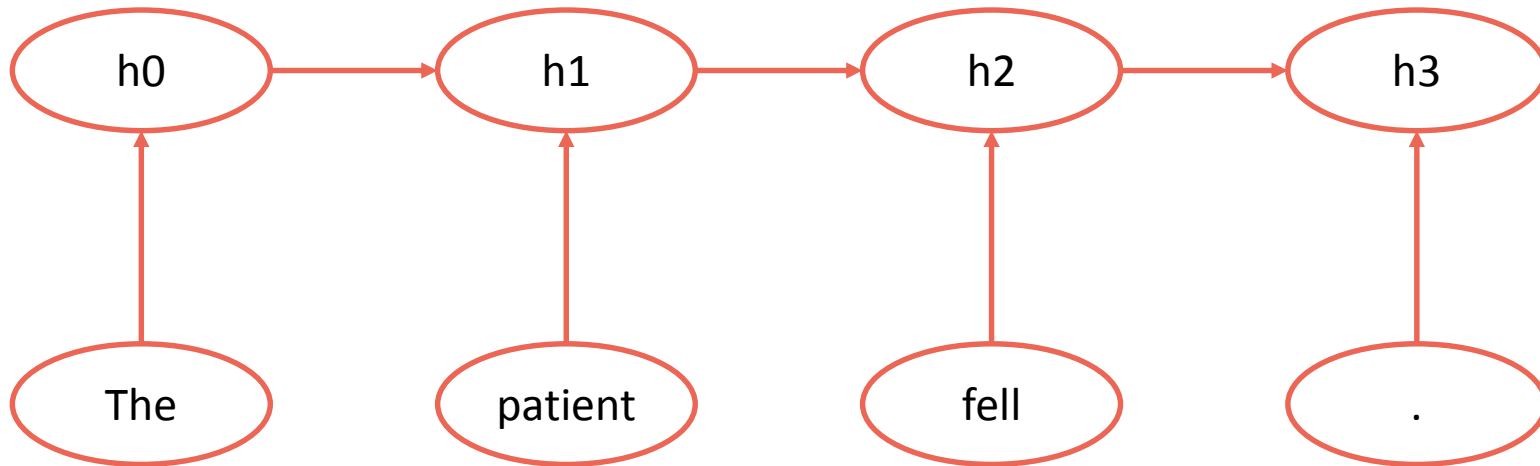 h0 h1 h2 h3
The patient fell .